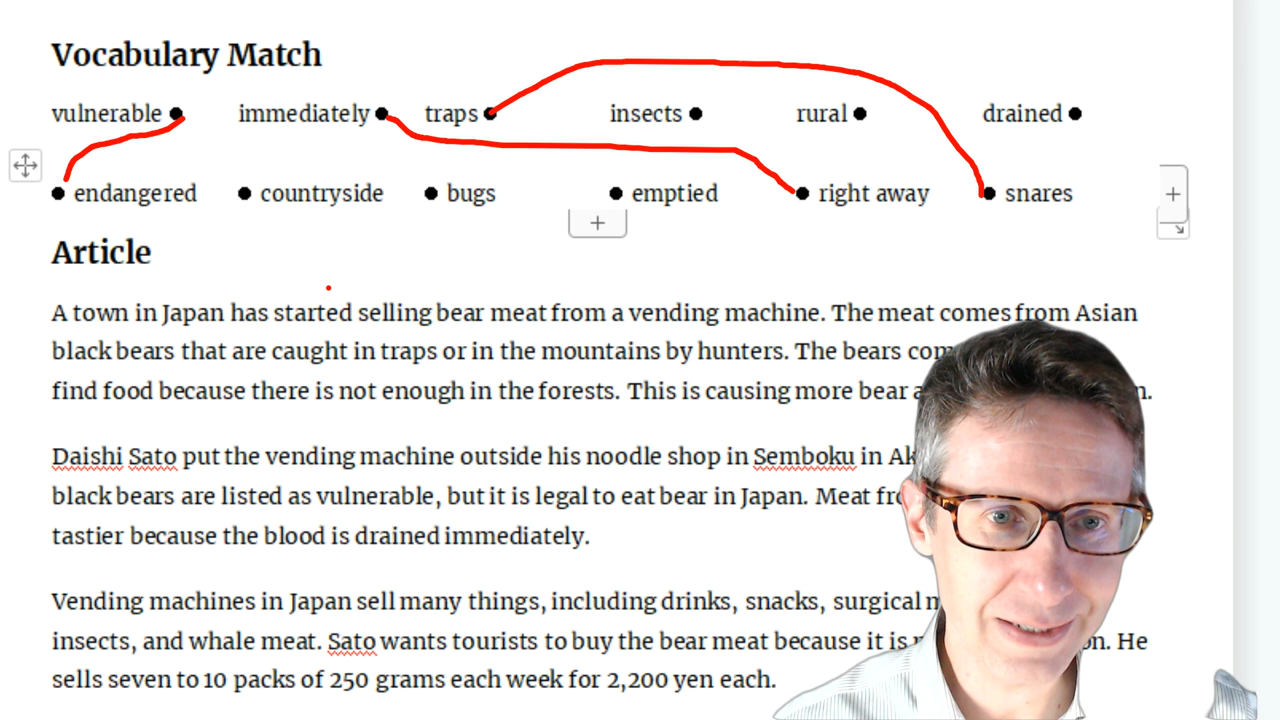 Vocabulary Match
vulnerable immediately traps insects rural drained
endangered countryside bugs emptied right away snares
Article
A town in Japan has started selling bear meat from a vending machine. The meat comes from Asian
black bears that are caught in traps or in the mountains by hunters. The bears
find food because there is not enough in the forests. This is causing more bear
Daishi Sato put the vending machine outside his noodle shop in Semboku in
black bears are listed as vulnerable, but it is legal to eat bear in Japan. Meat
tastier because the blood is drained immediately.
Vending machines in Japan sell many things, including drinks, snacks, surgical
insects, and whale meat. Sato wants tourists to buy the bear meat because it is He
sells seven to 10 packs of 250 grams each week for 2,200 yen each.